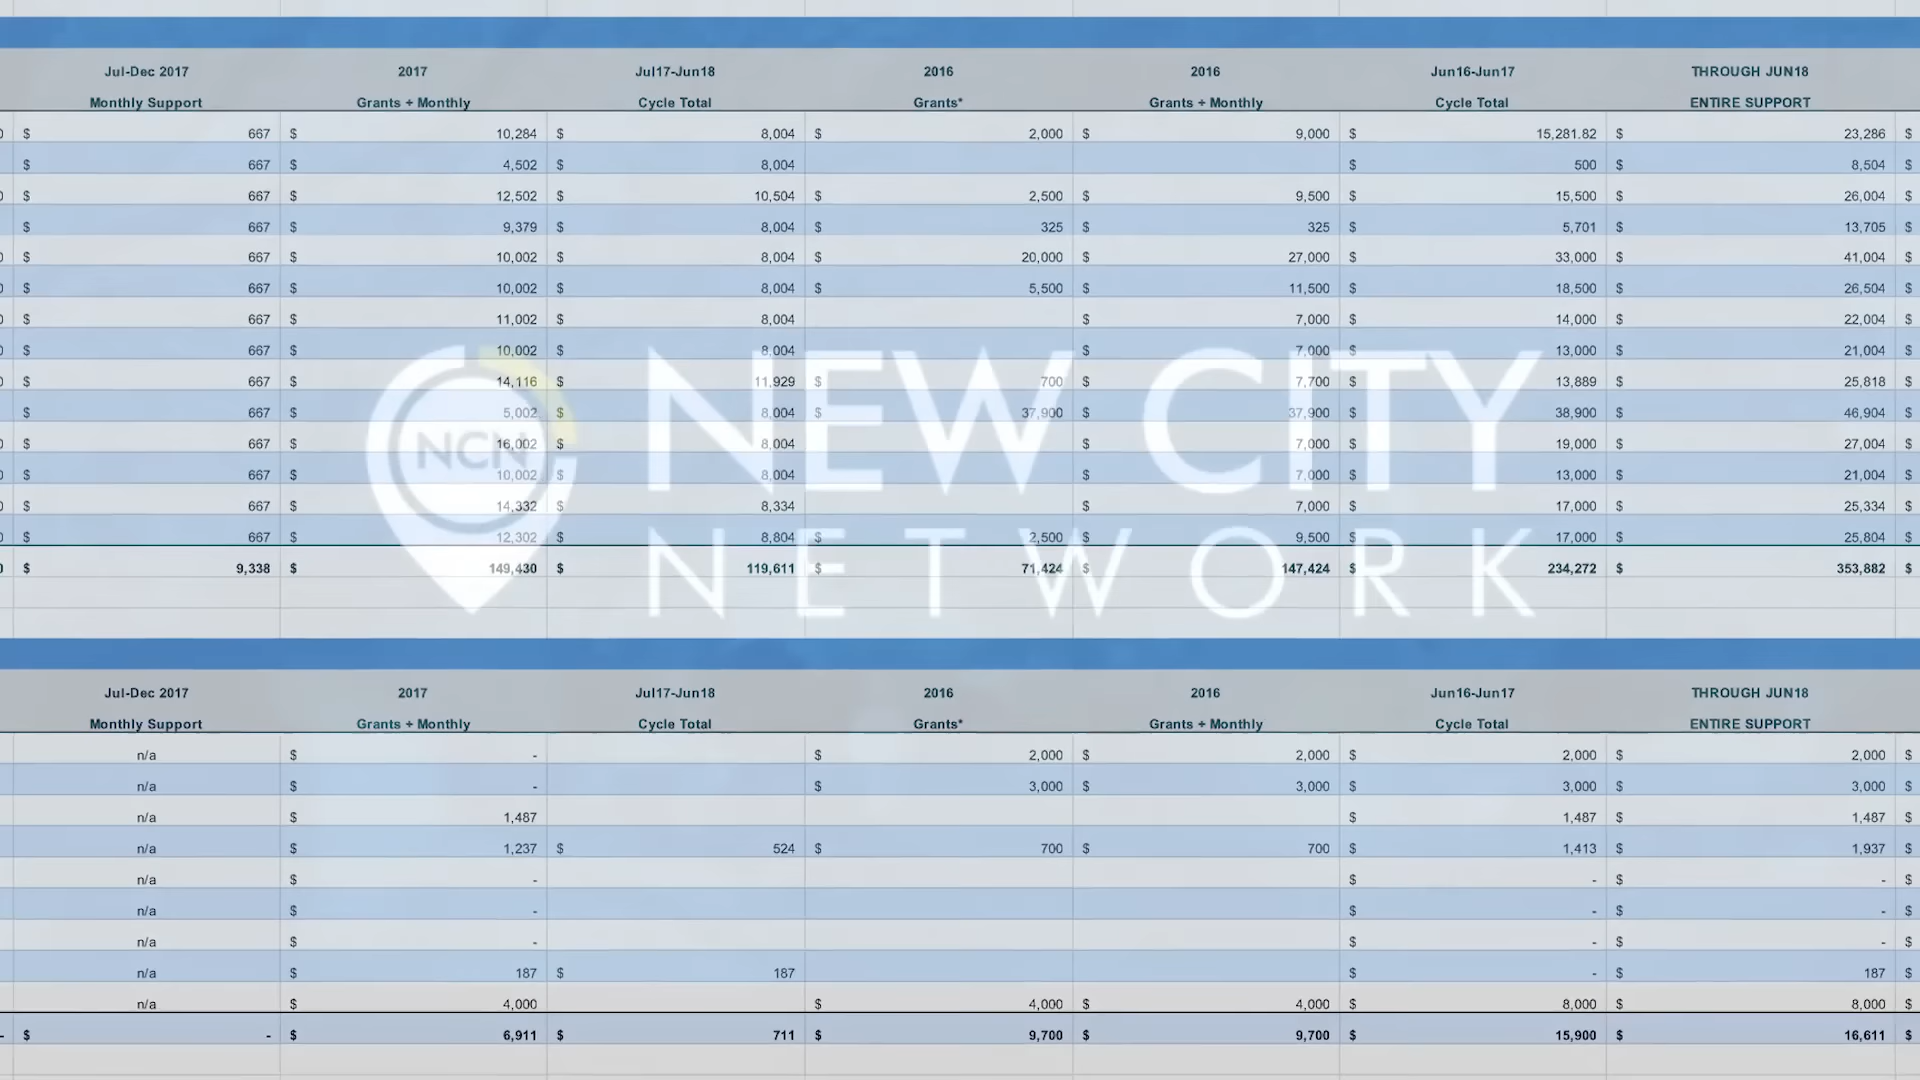 Jul-Dec 2017 2017 Jul17-Jun18 2016 2016 Jun16-Jun17 THROUGH JUN18
Monthly Support Grants + Monthly Cycle Total Grants* Grants + Monthly Cycle Total ENTIRE SUPPORT
0 $ 667 $ 10,284 $ 8,004 $ 2,000 $ 9,000 $ 15,281.82 $ 23,286 $
$ 667 $ 4,502 $ 8,004 $ 500 $ 8,504 $
0 $ 667 $ 12,502 $ 10,504 $ 2,500 $ 9,500 $ 15,500 $ 26,004 $
$ 667 $ 9,379 $ 8,004 $ 325 $ 325 $ 5,701 $ 13,705 $
0 $ 667 $ 10,002 $ 8,004 $ 20,000 $ 27,000 $ 33,000 $ 41,004 $
0 $ 667 $ 10,002 $ 8,004 $ 5,500 $ 11,500 $ 18,500 $ 26,504 $
$ 667 $ 11,002 $ 8,004 $ 7,000 $ 14,000 $ 22,004 $
0 $ 667 $ 10,002 $ 8,004 $ 7,000 $ 13,000 $ 21,004 $
0 $ 667 $ 14,116 $ 11,929 $ 700 $ 7,700 $ 13,889 $ 25,818 $
$ 667 $ 5,002 $ 8,004 $ 37,900 $ 37,900 $ 38,900 $ 46,904 $
0 $ 667 $ 16,002 $ 8,004 $ 7,000 $ 19,000 $ 27,004 $
0 $ 667 $ 10,002 $ 8,004 $ 7,000 $ 13,000 $ 21,004 $
0 $ 667 $ 14,332 $ 8,334 $ 7,000 $ 17,000 $ 25,334 $
0 $ 667 $ 12,302 $ 8,804 $ 2,500 $ 9,500 $ 17,000 $ 25,804 $
0 $ 9,338 $ 149,430 $ 119,611 $ 71,424 $ 147,424 $ 234,272 $ 353,882 $
NCN
NEW CITY
NETWORK
Jul-Dec 2017 2017 Jul17-Jun18 2016 2016 Jun16-Jun17 THROUGH JUN18
Monthly Support Grants + Monthly Cycle Total Grants* Grants + Monthly Cycle Total ENTIRE SUPPORT
n/a $ - $ 2,000 $ 2,000 $ 2,000 $ 2,000 $
n/a $ - $ 3,000 $ 3,000 $ 3,000 $ 3,000 $
n/a $ 1,487 $ 1,487 $ 1,487 $
n/a $ 1,237 $ 524 $ 700 $ 700 $ 1,413 $ 1,937 $
n/a $ - $ - $ - $
n/a $ - $ - $ - $
n/a $ - $ - $ - $
n/a $ 187 $ 187 $ - $ 187 $
n/a $ 4,000 $ 4,000 $ 4,000 $ 8,000 $ 8,000 $
- $ - $ 6,911 $ 711 $ 9,700 $ 9,700 $ 15,900 $ 16,611 $